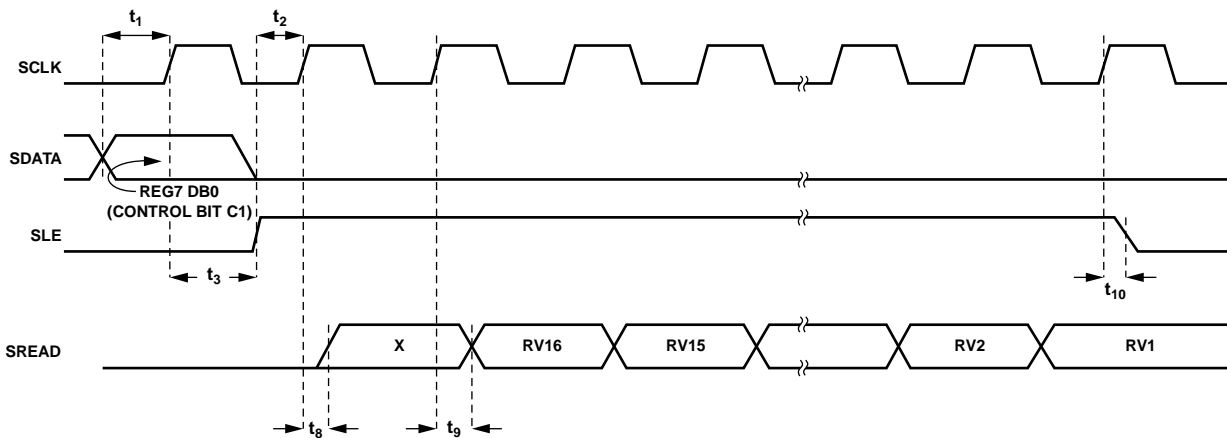 t1
t2
SCLK
SDATA
REG7 DB0
(CONTROL BIT C1)
SLE
t3
t10
SREAD
X
RV16
RV15
RV2
RV1
t8
t9